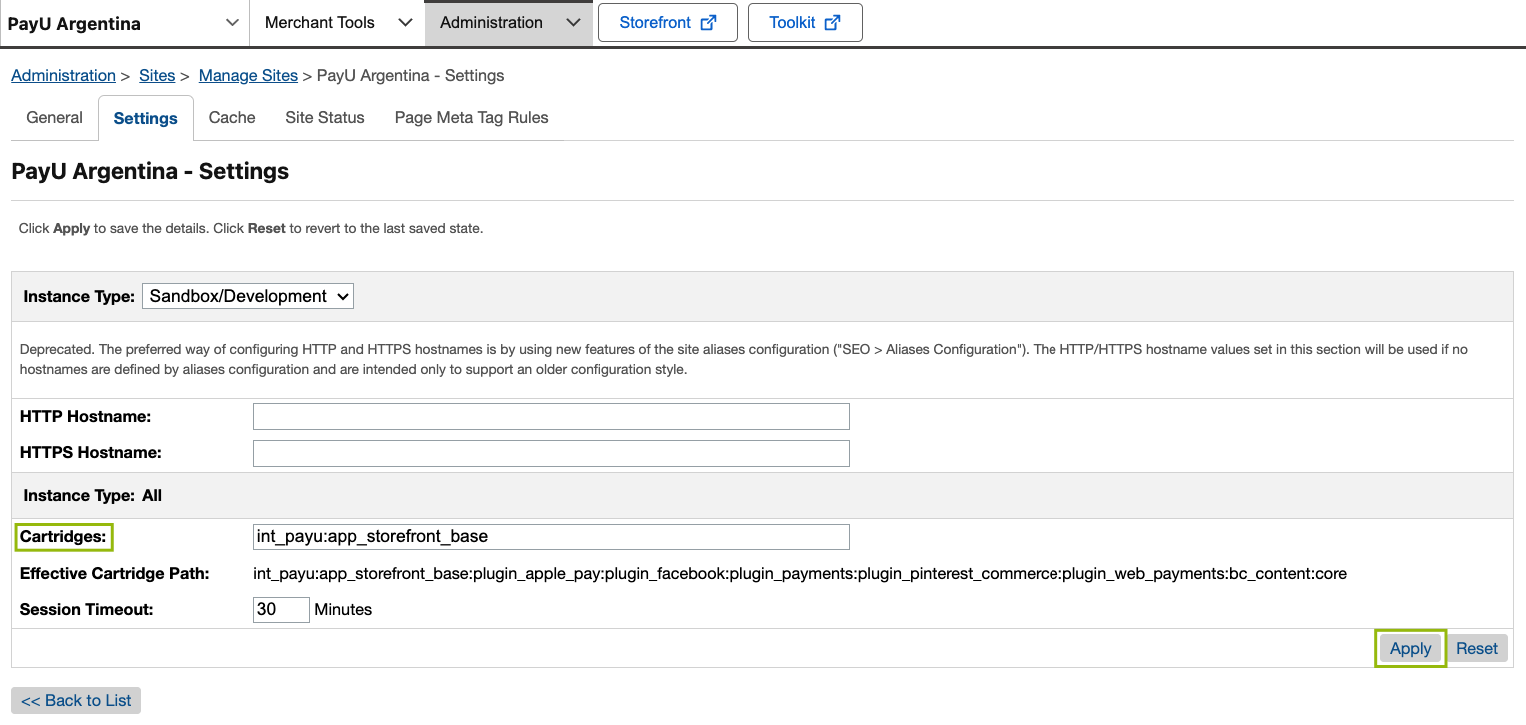 PayU Argentina Merchant Tools Administration Storefront Toolkit
Administration > Sites > Manage Sites > PayU Argentina - Settings
General Settings Cache Site Status Page Meta Tag Rules
PayU Argentina - Settings
Click Apply to save the details. Click Reset to revert to the last saved state.
Instance Type: Sandbox/Development
Deprecated. The preferred way of configuring HTTP and HTTPS hostnames is by using new features of the site aliases configuration ("SEO > Aliases Configuration"). The HTTP/HTTPS hostname values set in this section will be used if no
hostnames are defined by aliases configuration and are intended only to support an older configuration style.
HTTP Hostname:
HTTPS Hostname:
Instance Type: All
Cartridges: int_payu:app_storefront_base
Effective Cartridge Path: int_payu:app_storefront_base:plugin_apple_pay:plugin_facebook:plugin_payments:plugin_pinterest_commerce:plugin_web_payments:bc_content:core
Session Timeout: 30 Minutes
Apply Reset
<< Back to List